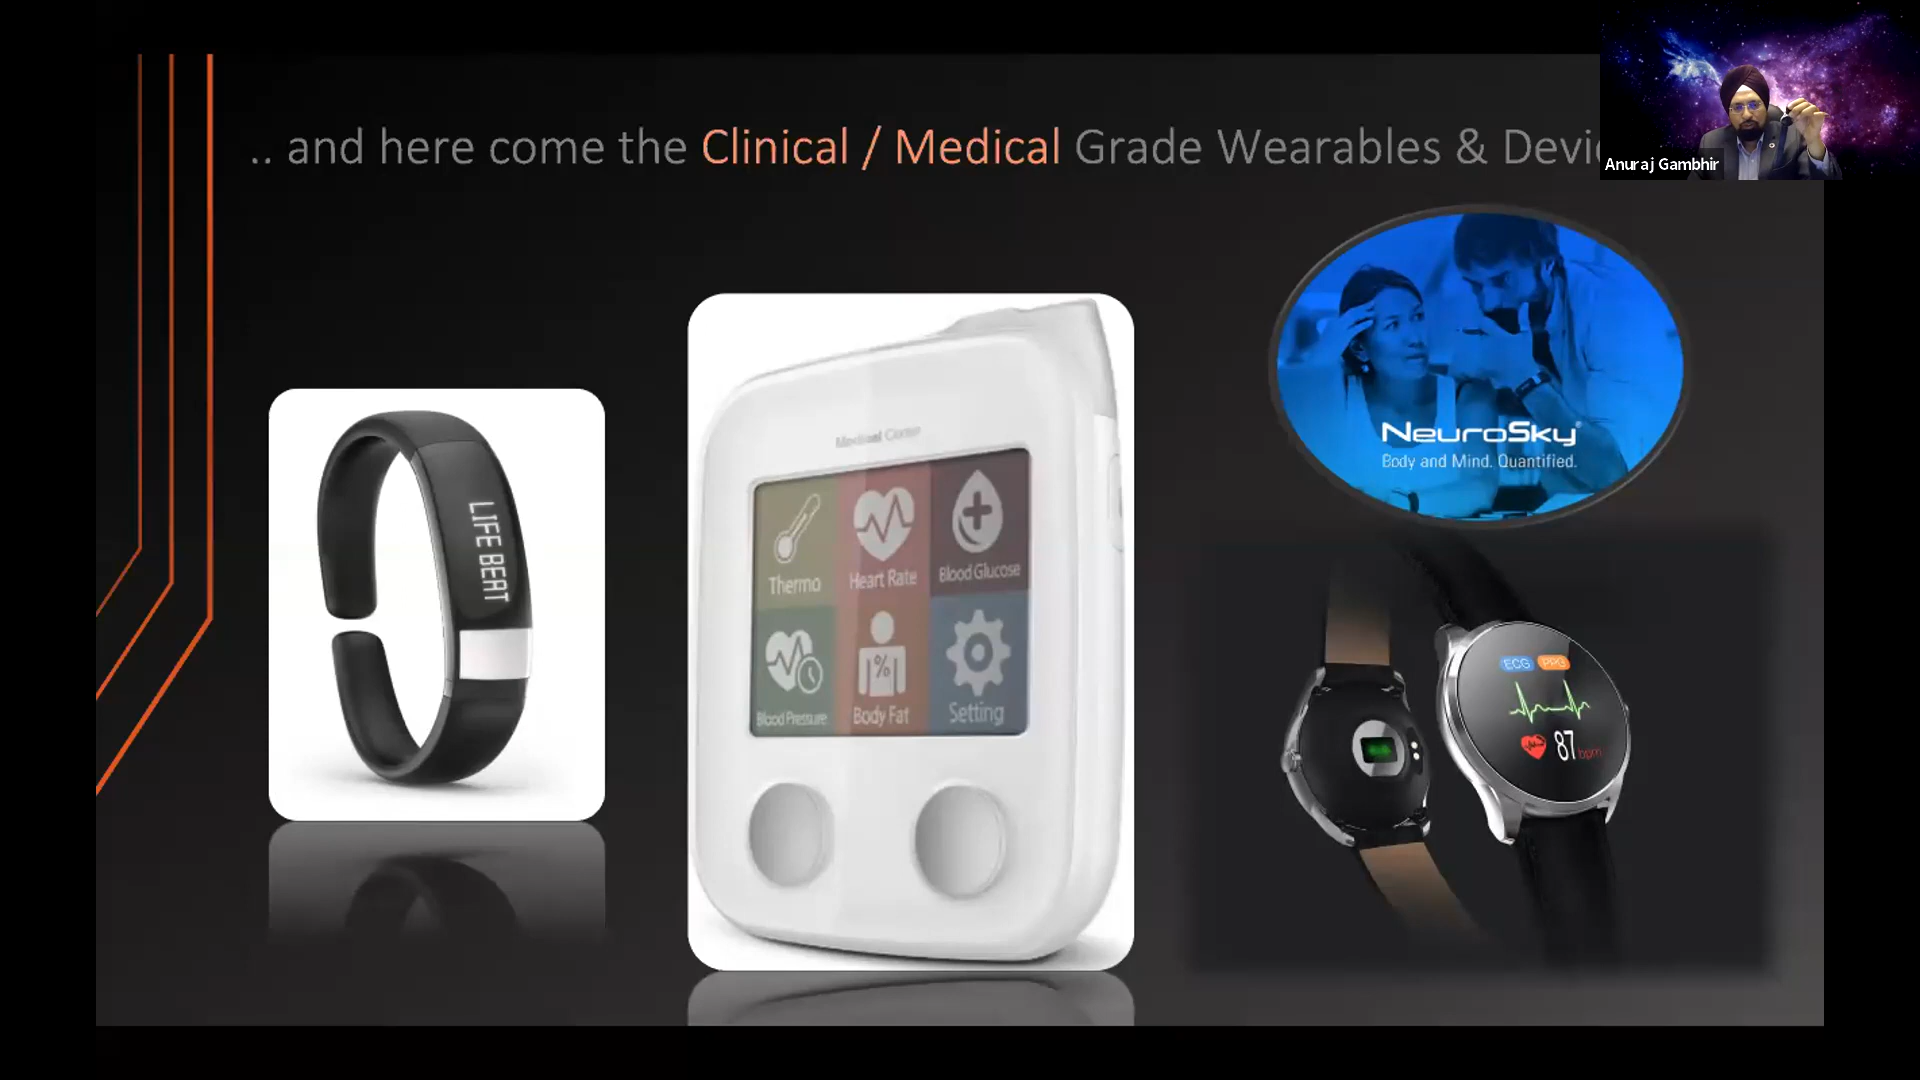 .. and here come the Clinical / Medical Grade Wearables & Devi
Anuraj Gambhir
NeuroSky®
Body and Mind. Quantified.
LIFE BEAT
Medical
Thermo
Heart Rate
Blood Glucose
Blood Pressure
%
Body Fat
Setting
ECG PPG
87 bpm